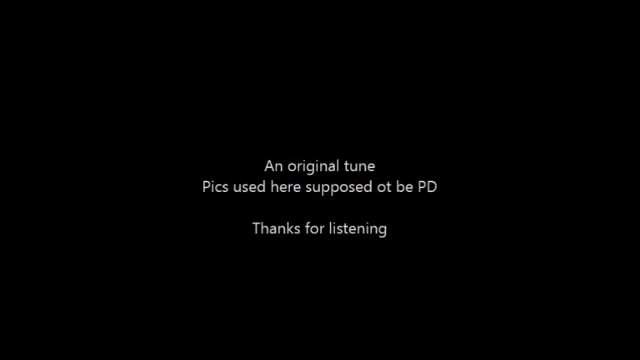 An original tune
Pics used here supposed ot be PD
Thanks for listening